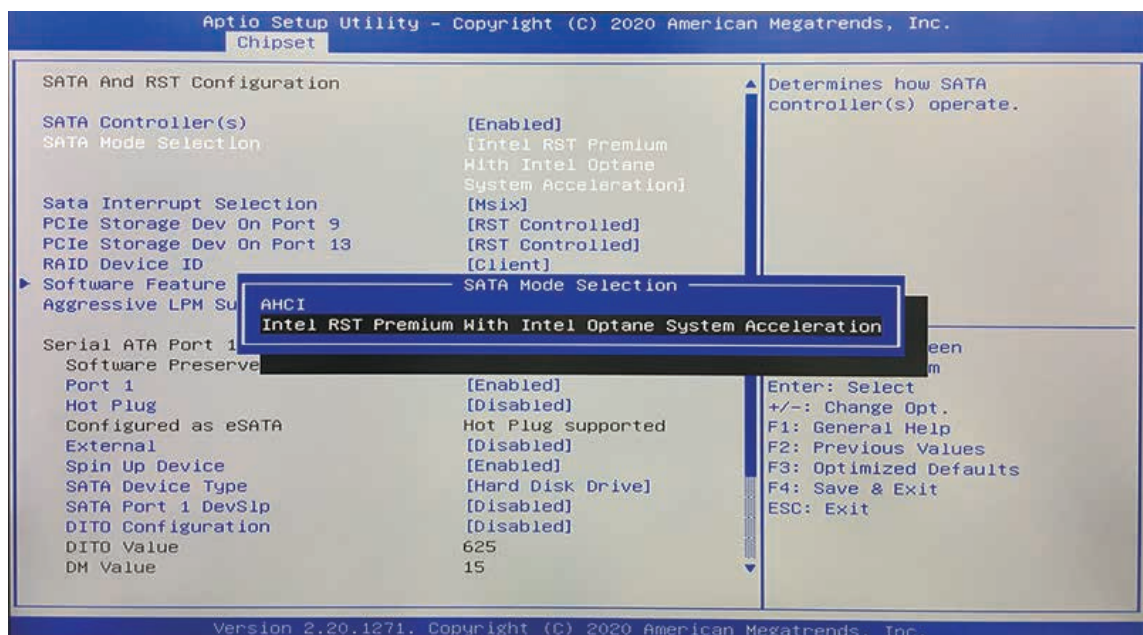 Aptio Setup Utility – Copyright (C) 2020 American Megatrends, Inc.
Chipset
SATA And RST Configuration
SATA Controller(s) [Enabled]
SATA Mode Selection [Intel RST Premium
With Intel Optane
System Acceleration]
Sata Interrupt Selection [Msix]
PCIe Storage Dev On Port 9 [RST Controlled]
PCIe Storage Dev On Port 13 [RST Controlled]
RAID Device ID [Client]
Software Feature
Aggressive LPM Su
SATA Mode Selection
AHCI
Intel RST Premium With Intel Optane System Acceleration
Serial ATA Port 1
Software Preserve
Port 1 [Enabled]
Hot Plug [Disabled]
Configured as eSATA Hot Plug supported
External [Disabled]
Spin Up Device [Enabled]
SATA Device Type [Hard Disk Drive]
SATA Port 1 DevSlp [Disabled]
DITO Configuration [Disabled]
DITO Value 625
DM Value 15
Determines how SATA
controller(s) operate.
een
m
Enter: Select
+/-: Change Opt.
F1: General Help
F2: Previous Values
F3: Optimized Defaults
F4: Save & Exit
ESC: Exit
Version 2.20.1271. Copyright (C) 2020 American Megatrends, Inc.